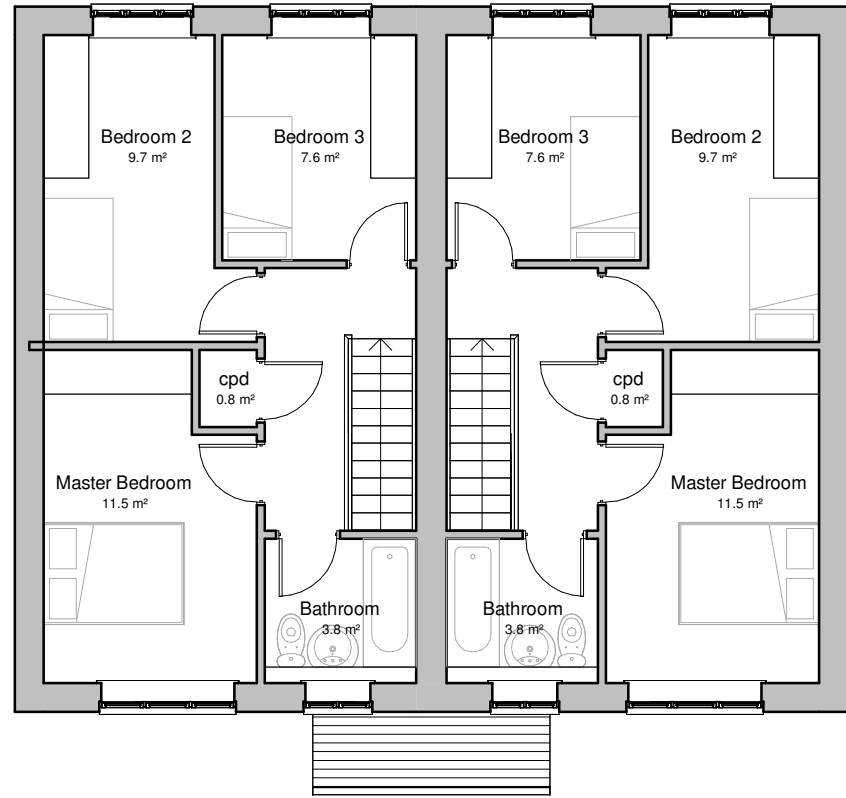 Bedroom 2
9.7 m²
Bedroom 3
7.6 m²
Bedroom 3
7.6 m²
Bedroom 2
9.7 m²
cpd
0.8 m²
cpd
0.8 m²
Master Bedroom
11.5 m²
Master Bedroom
11.5 m²
Bathroom
3.8 m²
Bathroom
3.8 m²